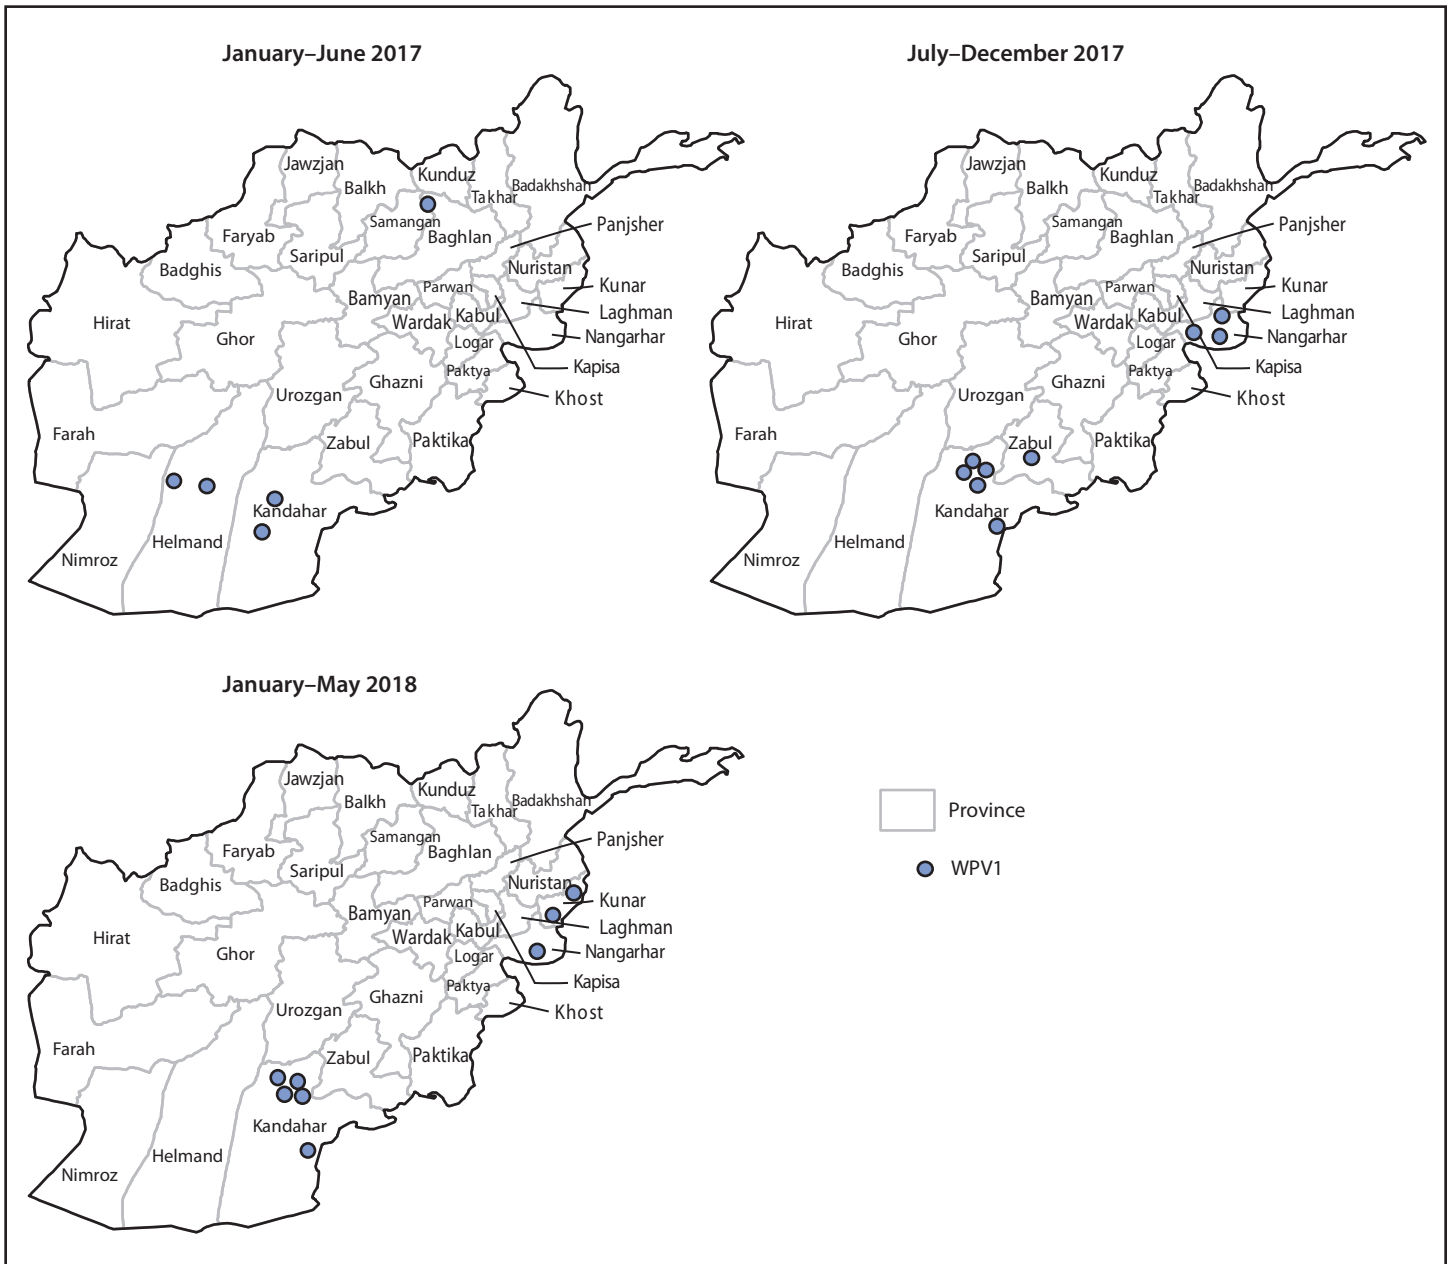 January–June 2017
Jawzjan
Kunduz
Balkh
Badakhshan
Takhar
Samangan
Panjsher
Faryab
Baghlan
Saripul
Badghis
Nuristan
Kunar
Parwan
Bamyan
Laghman
Kabul
Hirat
Wardak
Nangarhar
Ghor
Logar
Kapisa
Paktya
Ghazni
Urozgan
Khost
Farah
Zabul
Paktika
Kandahar
Helmand
Nimroz
July–December 2017
Jawzjan
Kunduz
Balkh
Badakhshan
Takhar
Samangan
Panjsher
Faryab
Baghlan
Saripul
Badghis
Nuristan
Kunar
Parwan
Bamyan
Laghman
Kabul
Hirat
Wardak
Nangarhar
Ghor
Logar
Kapisa
Paktya
Ghazni
Urozgan
Khost
Farah
Zabul
Paktika
Kandahar
Helmand
Nimroz
January–May 2018
Jawzjan
Kunduz
Balkh
Badakhshan
Takhar
Samangan
Panjsher
Faryab
Baghlan
Saripul
Badghis
Nuristan
Kunar
Parwan
Bamyan
Laghman
Kabul
Hirat
Wardak
Nangarhar
Ghor
Logar
Kapisa
Paktya
Ghazni
Urozgan
Khost
Farah
Zabul
Paktika
Kandahar
Helmand
Nimroz
Province
WPV1